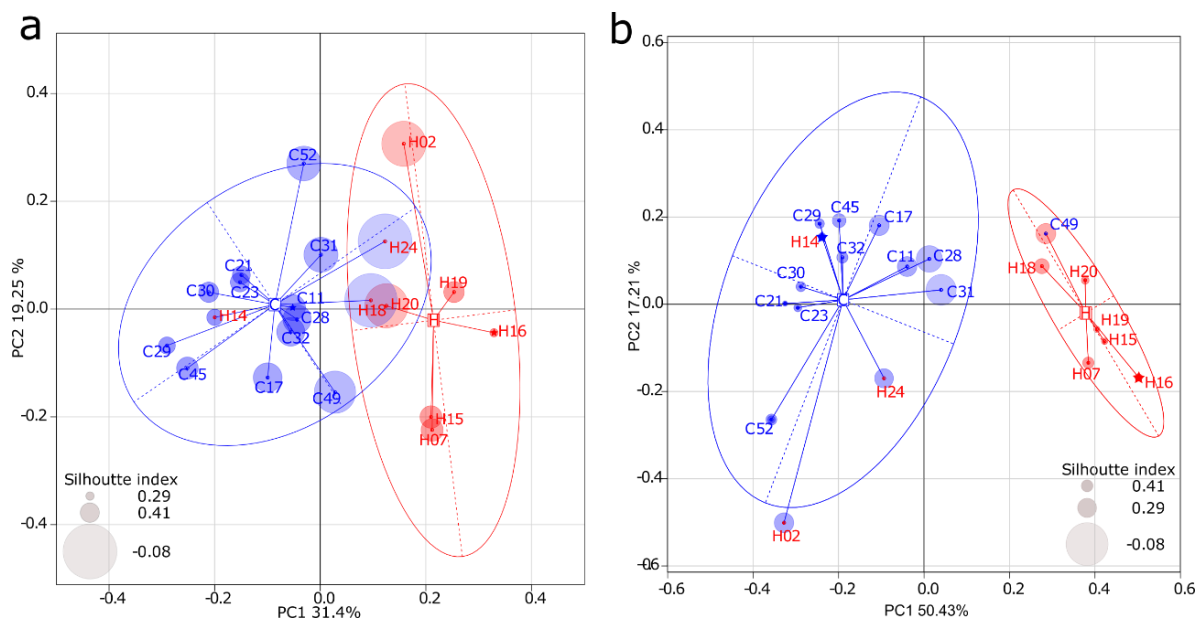 a
PC2 19.25 %
0.4
0.2
0.0
-0.2
-0.4
-0.4
-0.2
0.0
0.2
0.4
PC1 31.4%
H02
C52
H24
C31
C21
C23
C30
C
C11
H18
H20
H19
H14
C28
H
H16
C32
C29
C45
C17
C49
H15
H07
Silhoutte index
0.29
0.41
-0.08
b
PC2 17.21 %
0.6
0.4
0.2
0.0
-0.2
-0.4
-0.6
-0.6
-0.4
-0.2
0.0
0.2
0.4
0.6
PC1 50.43%
C29
C45
C17
C49
H14
C32
C11
C28
H18
H20
C30
C31
C21
C
C23
H
H19
H15
H07
H16
H24
C52
H02
Silhoutte index
0.41
0.29
-0.08